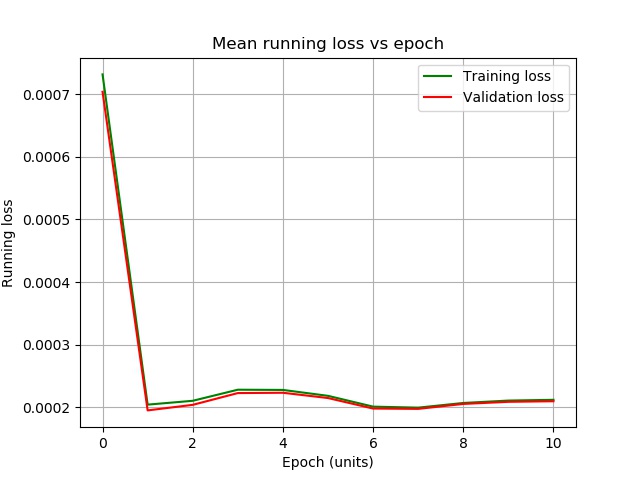 Mean running loss vs epoch
Training loss
Validation loss
0.0007
0.0006
0.0005
0.0004
0.0003
0.0002
Running loss
0 2 4 6 8 10
Epoch (units)